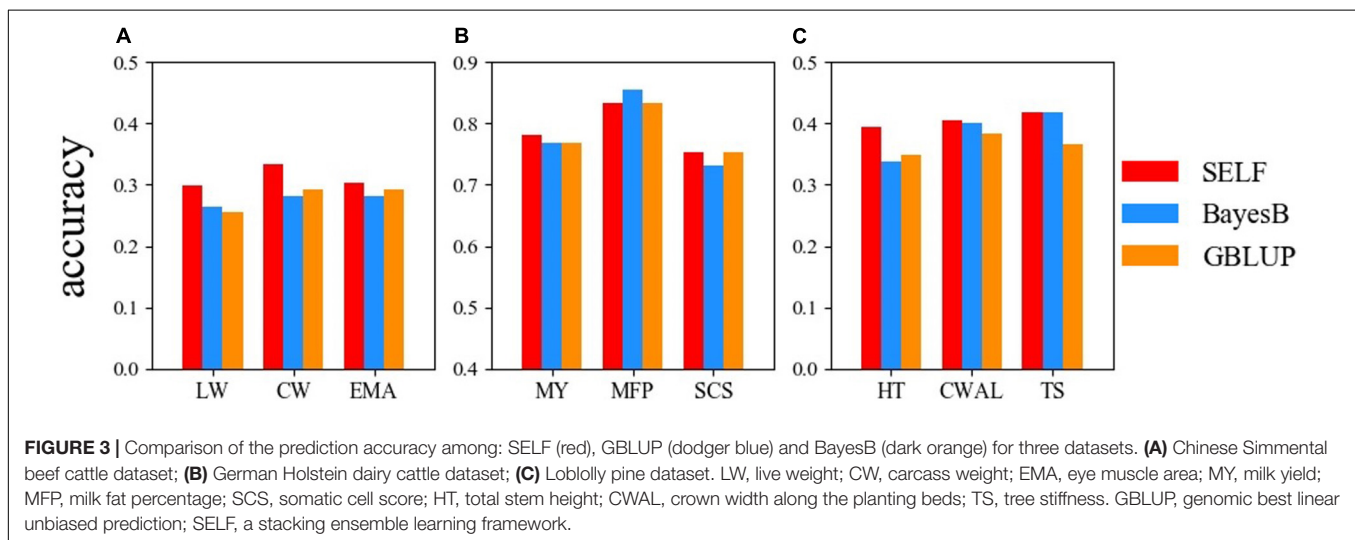 A
B
C
accuracy
0.5
0.4
0.3
0.2
0.1
0.0
LW CW EMA
0.9
0.8
0.7
0.6
0.5
0.4
MY MFP SCS
0.5
0.4
0.3
0.2
0.1
0.0
HT CWAL TS
SELF
BayesB
GBLUP
FIGURE 3 | Comparison of the prediction accuracy among: SELF (red), GBLUP (dodger blue) and BayesB (dark orange) for three datasets. (A) Chinese Simmental
beef cattle dataset; (B) German Holstein dairy cattle dataset; (C) Loblolly pine dataset. LW, live weight; CW, carcass weight; EMA, eye muscle area; MY, milk yield;
MFP, milk fat percentage; SCS, somatic cell score; HT, total stem height; CWAL, crown width along the planting beds; TS, tree stiffness. GBLUP, genomic best linear
unbiased prediction; SELF, a stacking ensemble learning framework.